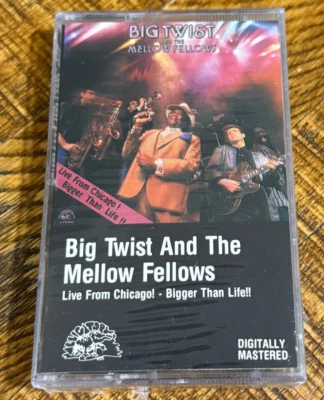 BIG TWIST
AND THE
MELLOW FELLOWS
Live From Chicago!
Bigger Than Life!!
Big Twist And The
Mellow Fellows
Live From Chicago! - Bigger Than Life!!
DIGITALLY
MASTERED